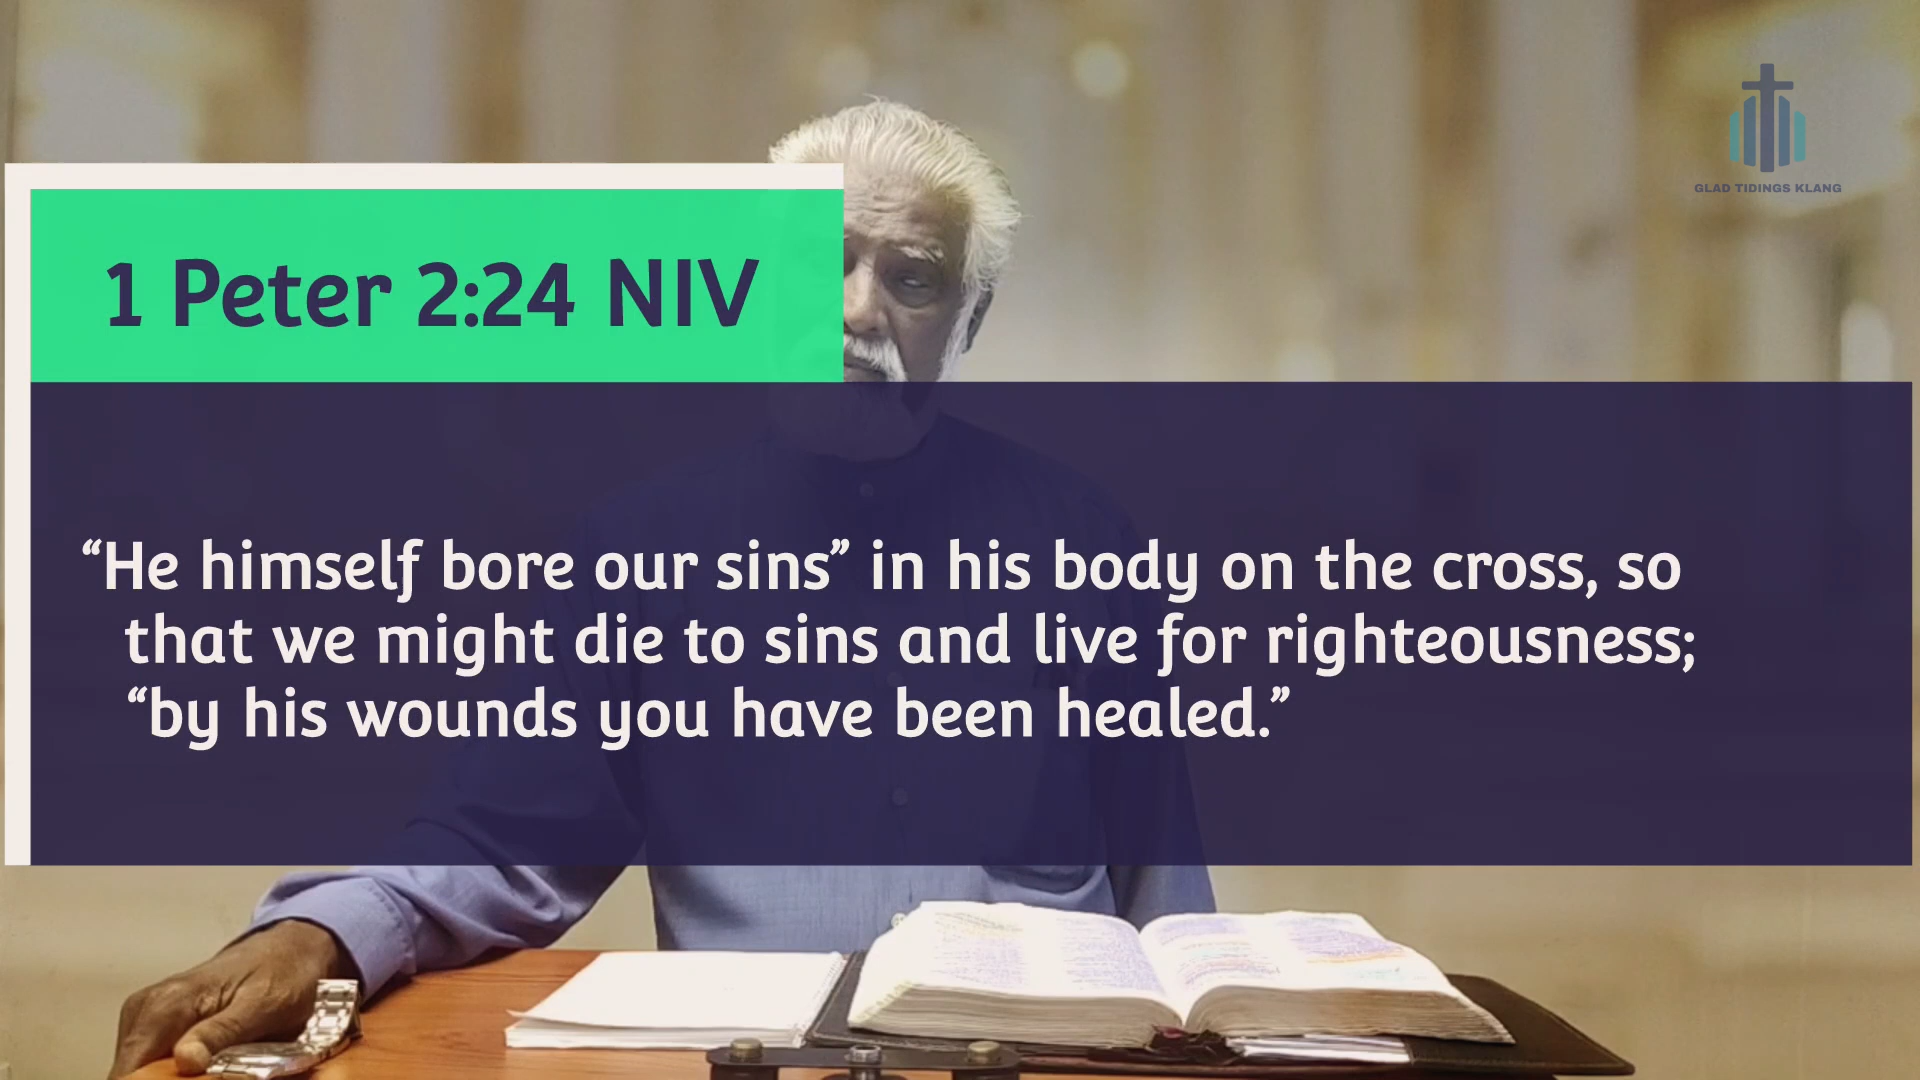 GLAD TIDINGS KLANG
1 Peter 2:24 NIV
“He himself bore our sins” in his body on the cross, so
that we might die to sins and live for righteousness;
“by his wounds you have been healed.”